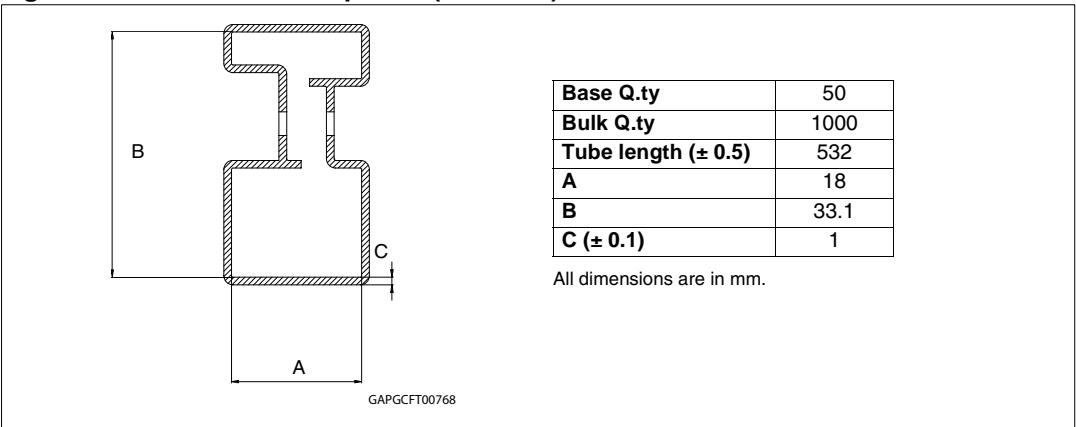 B
C
A
GAPGCFT00768
Base Q.ty 50
Bulk Q.ty 1000
Tube length (± 0.5) 532
A 18
B 33.1
C (± 0.1) 1
All dimensions are in mm.